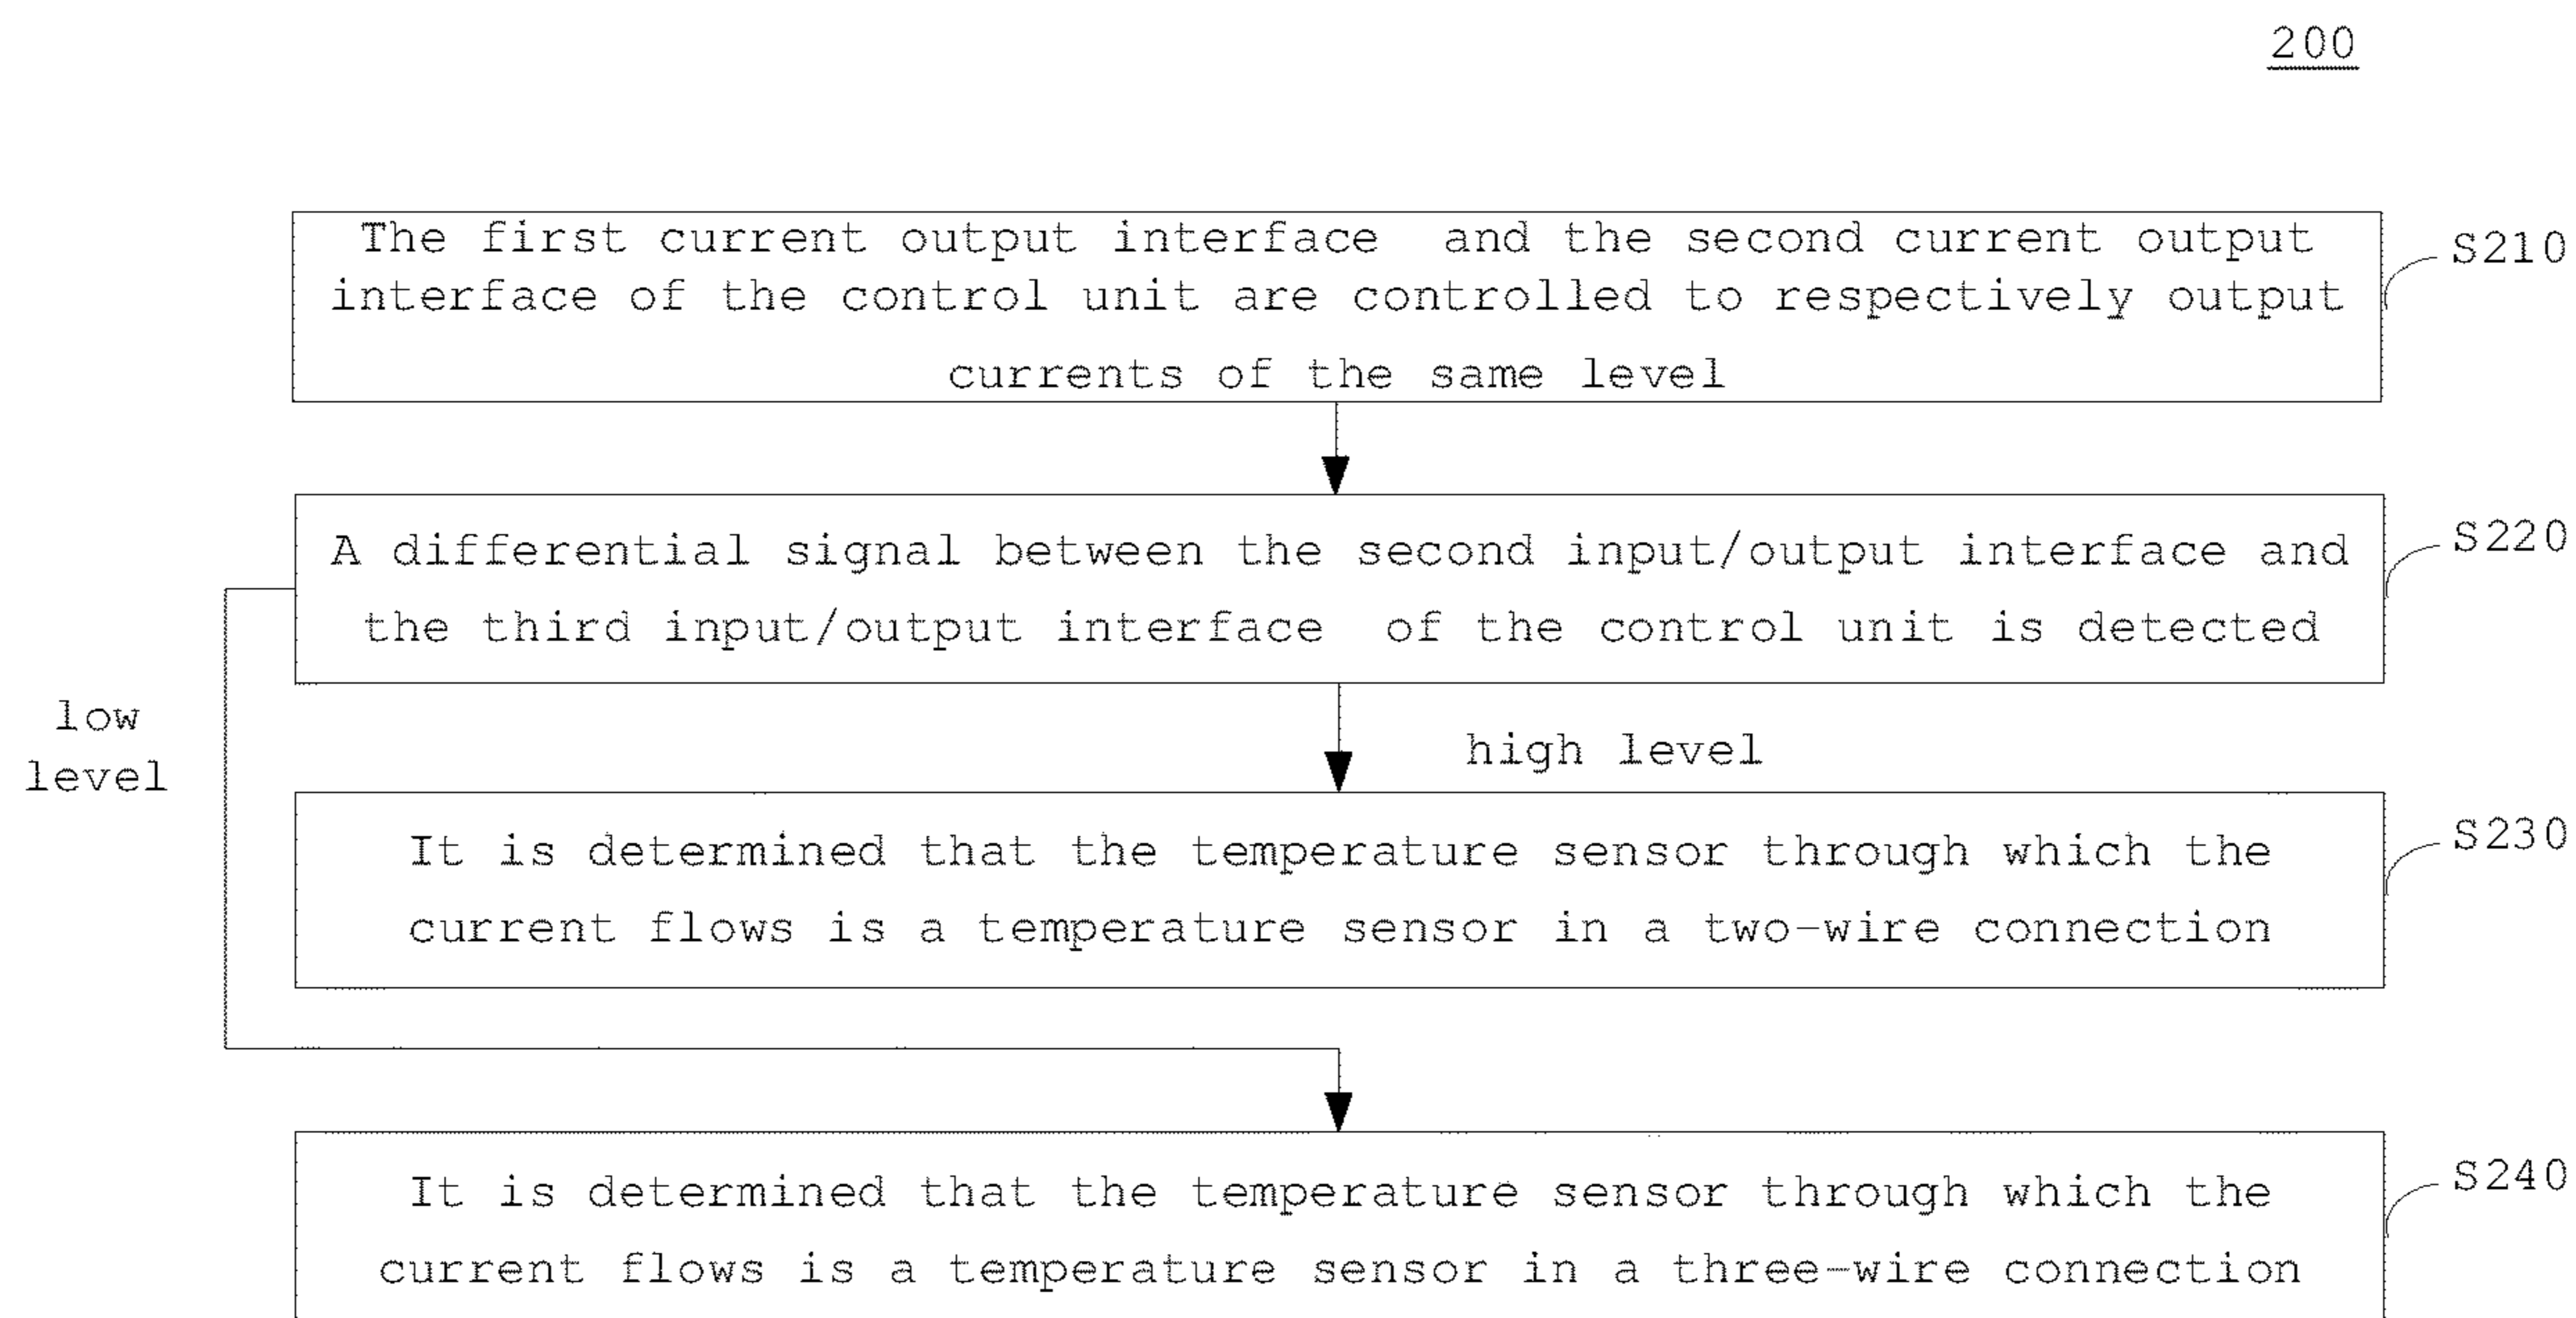 200
The first current output interface and the second current output
interface of the control unit are controlled to respectively output
currents of the same level
S210
A differential signal between the second input/output interface and
the third input/output interface of the control unit is detected
S220
low
level
high level
It is determined that the temperature sensor through which the
current flows is a temperature sensor in a two-wire connection
S230
It is determined that the temperature sensor through which the
current flows is a temperature sensor in a three-wire connection
S240